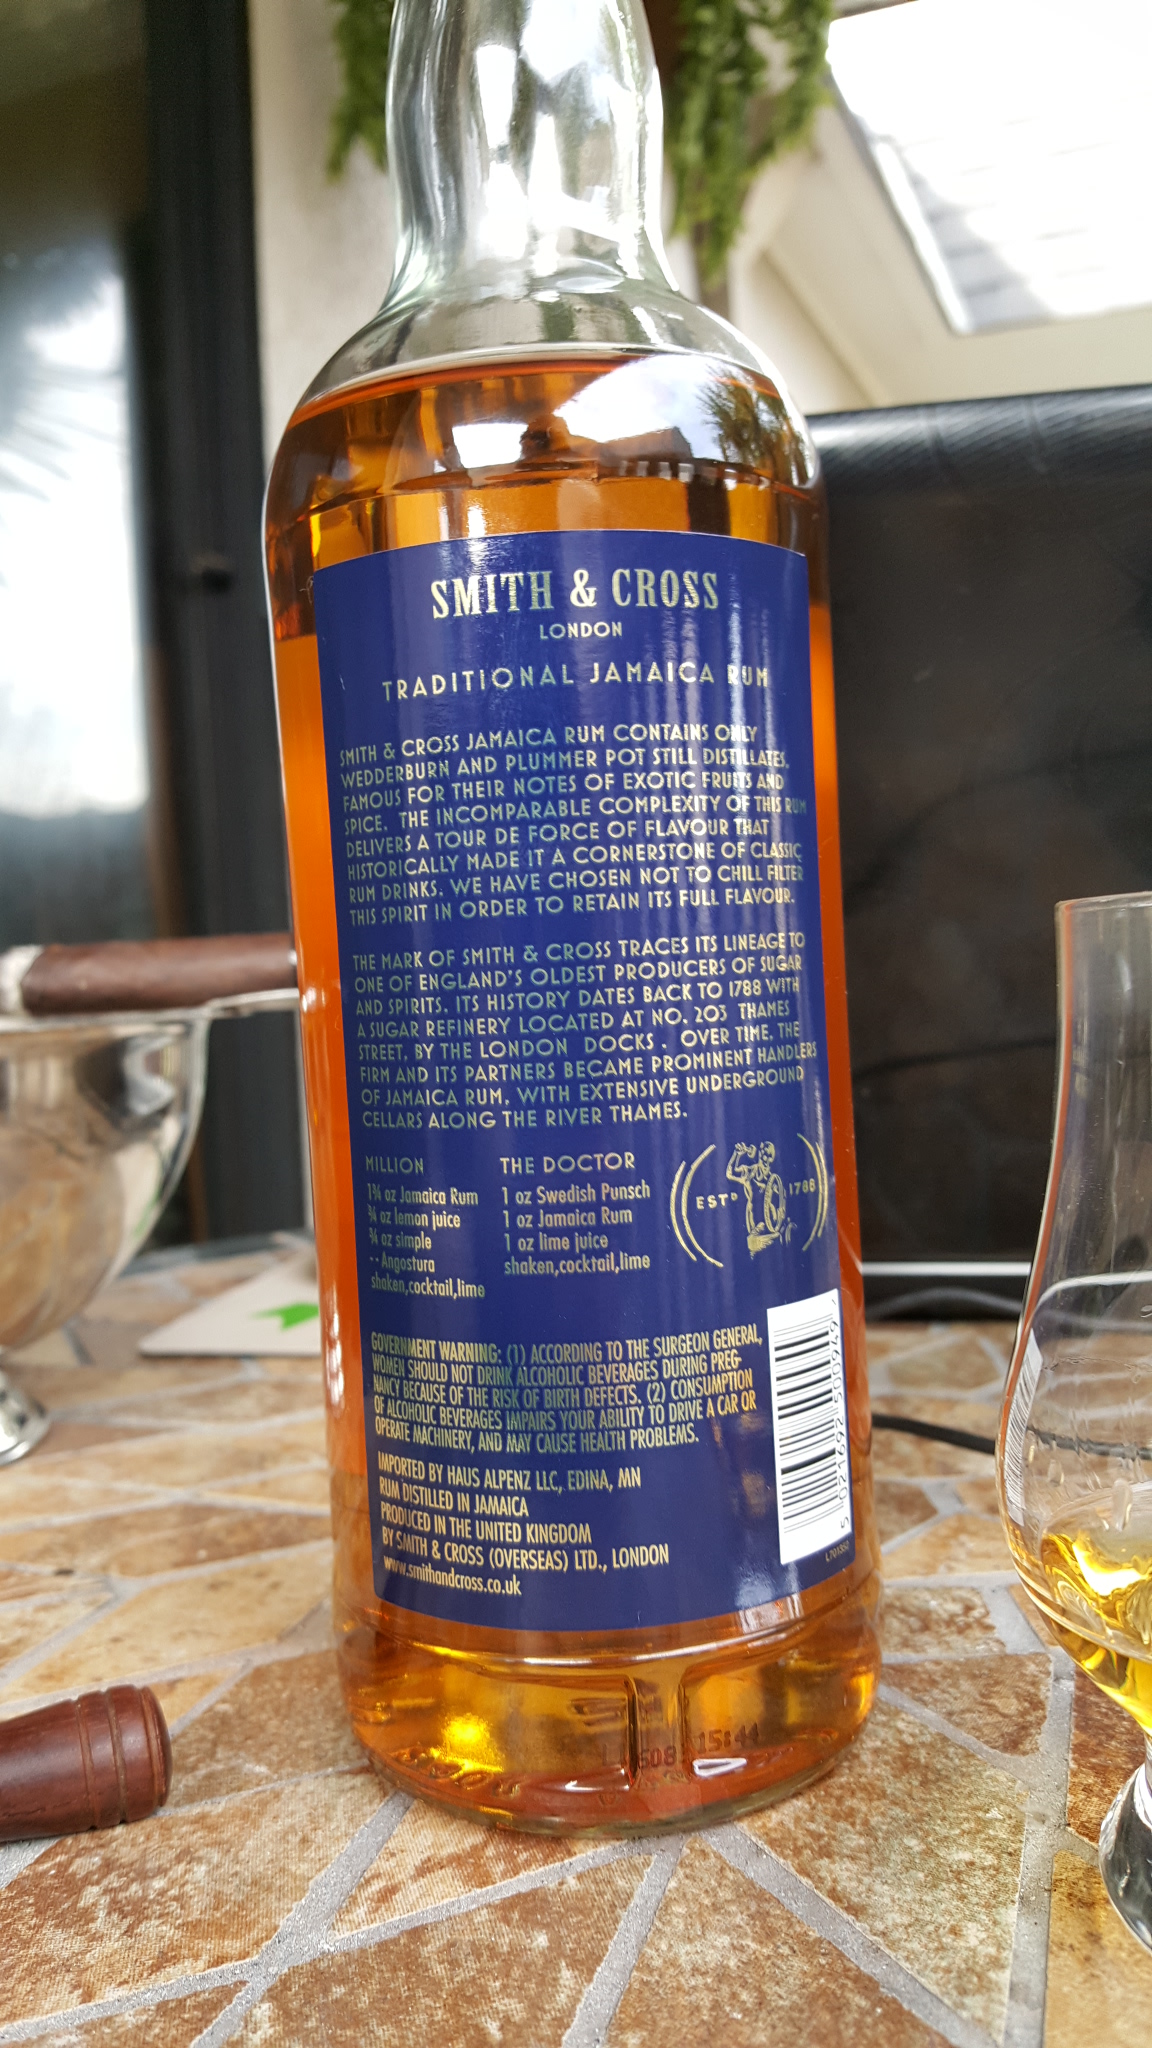 SMITH & CROSS
LONDON
TRADITIONAL JAMAICA RUM
SMITH & CROSS JAMAICA RUM CONTAINS ONLY
WEDDERBURN AND PLUMMER POT STILL DISTILLATES,
FAMOUS FOR THEIR NOTES OF EXOTIC FRUITS AND
SPICE. THE INCOMPARABLE COMPLEXITY OF THIS RUM
DELIVERS A TOUR DE FORCE OF FLAVOUR THAT
HISTORICALLY MADE IT A CORNERSTONE OF CLASSIC
RUM DRINKS. WE HAVE CHOSEN NOT TO CHILL FILTER
THIS SPIRIT IN ORDER TO RETAIN ITS FULL FLAVOUR.
THE MARK OF SMITH & CROSS TRACES ITS LINEAGE TO
ONE OF ENGLAND'S OLDEST PRODUCERS OF SUGAR
AND SPIRITS. ITS HISTORY DATES BACK TO 1788 WITH
A SUGAR REFINERY LOCATED AT NO. 203 THAMES
STREET, BY THE LONDON DOCKS. OVER TIME, THE
FIRM AND ITS PARTNERS BECAME PROMINENT HANDLERS
OF JAMAICA RUM, WITH EXTENSIVE UNDERGROUND
CELLARS ALONG THE RIVER THAMES.
MILLION
1¾ oz Jamaica Rum
¾ oz lemon juice
¾ oz simple
-- Angostura
shaken,cocktail,lime
THE DOCTOR
1 oz Swedish Punsch
1 oz Jamaica Rum
1 oz lime juice
shaken,cocktail,lime
ESTD 1788
GOVERNMENT WARNING: (1) ACCORDING TO THE SURGEON GENERAL,
WOMEN SHOULD NOT DRINK ALCOHOLIC BEVERAGES DURING PREG-
NANCY BECAUSE OF THE RISK OF BIRTH DEFECTS. (2) CONSUMPTION
OF ALCOHOLIC BEVERAGES IMPAIRS YOUR ABILITY TO DRIVE A CAR OR
OPERATE MACHINERY, AND MAY CAUSE HEALTH PROBLEMS.
IMPORTED BY HAUS ALPENZ LLC, EDINA, MN
RUM DISTILLED IN JAMAICA
PRODUCED IN THE UNITED KINGDOM
BY SMITH & CROSS (OVERSEAS) LTD., LONDON
www.smithandcross.co.uk
5 021692 500949
15:41